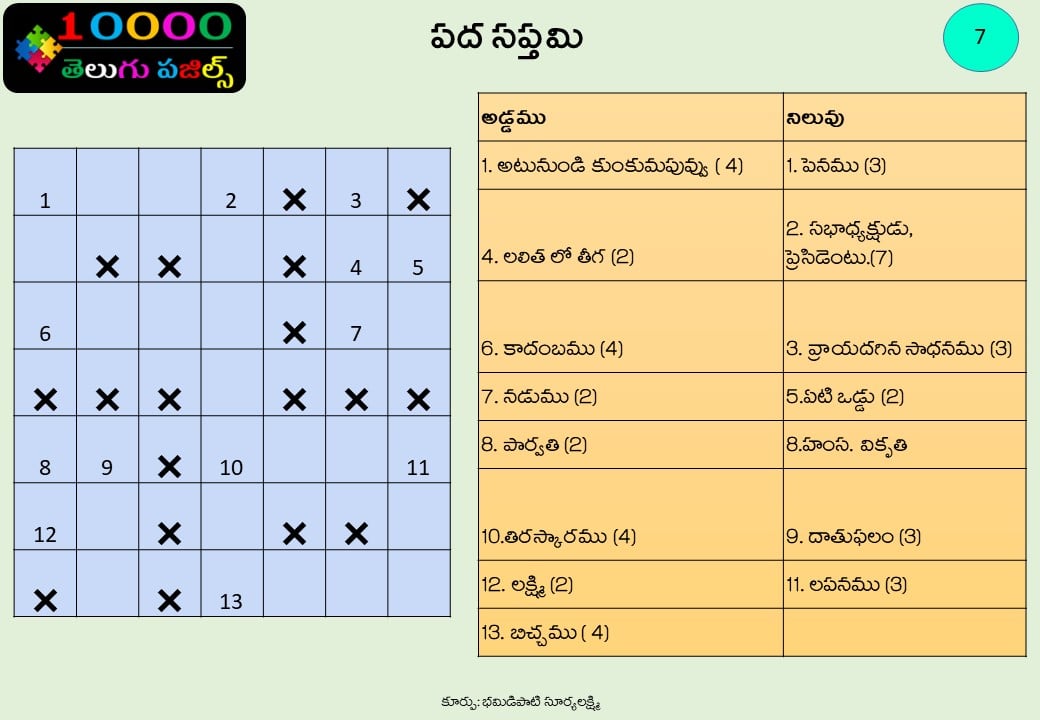 10000
తెలుగు పజిల్స్
పద సప్తమి
7
అడ్డము నిలువు
1. అటునుండి కుంకుమపువ్వు ( 4) 1. పెనము (3)
4. లలిత లో తీగ (2) 2. సభాధ్యక్షుడు,
ప్రెసిడెంటు.(7)
6. కాదంబము (4) 3. వ్రాయదగిన సాధనము (3)
7. నడుము (2) 5.ఏటి ఒడ్డు (2)
8. పార్వతి (2) 8.హంస. వికృతి
10.తిరస్కారము (4) 9. దాతుఫలం (3)
12. లక్ష్మి (2) 11. లపనము (3)
13. బిచ్చము ( 4)
1 2 × 3 ×
× × × 4 5
6 × 7
× × × × × ×
8 9 × 10 11
12 × × ×
× × 13
కూర్పు: భమిడిపాటి సూర్యలక్ష్మి